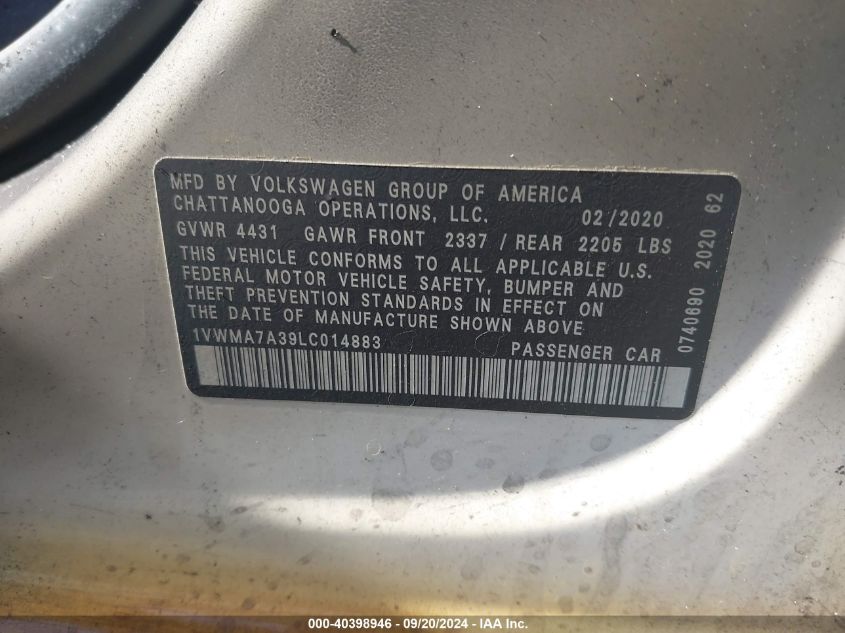 MFD BY VOLKSWAGEN GROUP OF AMERICA
CHATTANOOGA OPERATIONS, LLC. 02/2020
GVWR 4431 GAWR FRONT 2337 / REAR 2205 LBS
THIS VEHICLE CONFORMS TO ALL APPLICABLE U.S.
FEDERAL MOTOR VEHICLE SAFETY, BUMPER AND
THEFT PREVENTION STANDARDS IN EFFECT ON
THE DATE OF MANUFACTURE SHOWN ABOVE
1VWMA7A39LC014883 PASSENGER CAR
0740690 2020 62
000-40398946 - 09/20/2024 - IAA Inc.